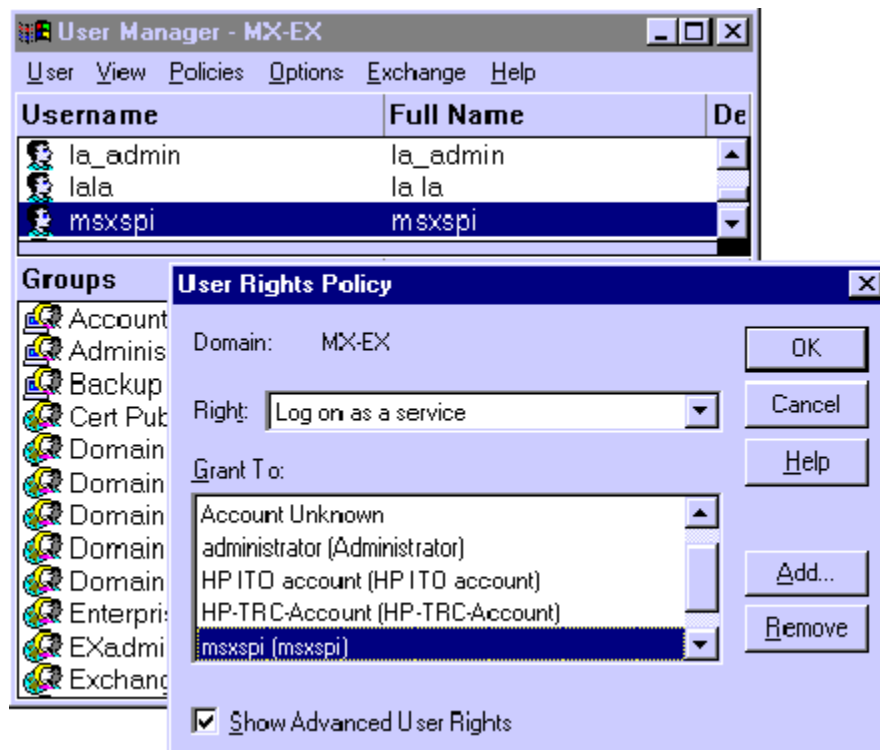 User Manager - MX-EX
User View Policies Options Exchange Help
Username Full Name De
la_admin la_admin
lala la la
msxspi msxspi
Groups
Account
Adminis
Backup
Cert Pub
Domain
Domain
Domain
Domain
Domain
Enterpri
EXadmi
Exchang
User Rights Policy
Domain: MX-EX
Right: Log on as a service
Grant To:
Account Unknown
administrator (Administrator)
HP ITO account (HP ITO account)
HP-TRC-Account (HP-TRC-Account)
msxspi (msxspi)
Show Advanced User Rights
OK
Cancel
Help
Add...
Remove